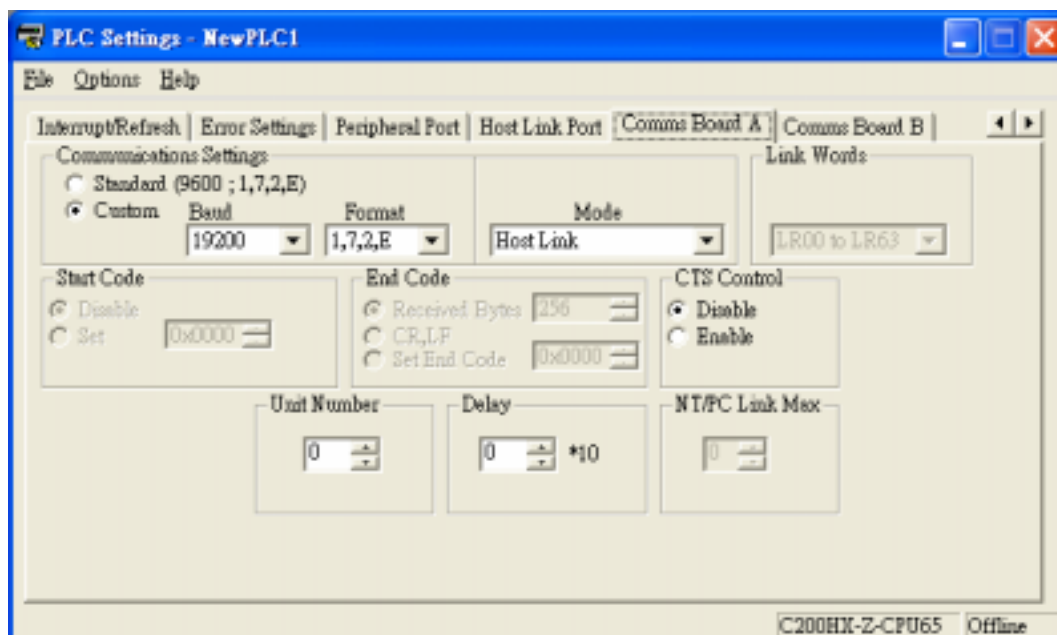 PLC Settings - NewPLC1
File Options Help
Interrupt/Refresh Error Settings Peripheral Port Host Link Port Comms Board A Comms Board B
Communications Settings Link Words
Standard (9600 ; 1,7,2,E)
Custom Baud Format Mode
19200 1,7,2,E Host Link LR00 to LR63
Start Code End Code CTS Control
Disable Received Bytes 256 Disable
Set 0x0000 CR,LF Enable
Set End Code 0x0000
Unit Number Delay NT/PC Link Max
0 0 *10 0
C200HX-Z-CPU65 Offline